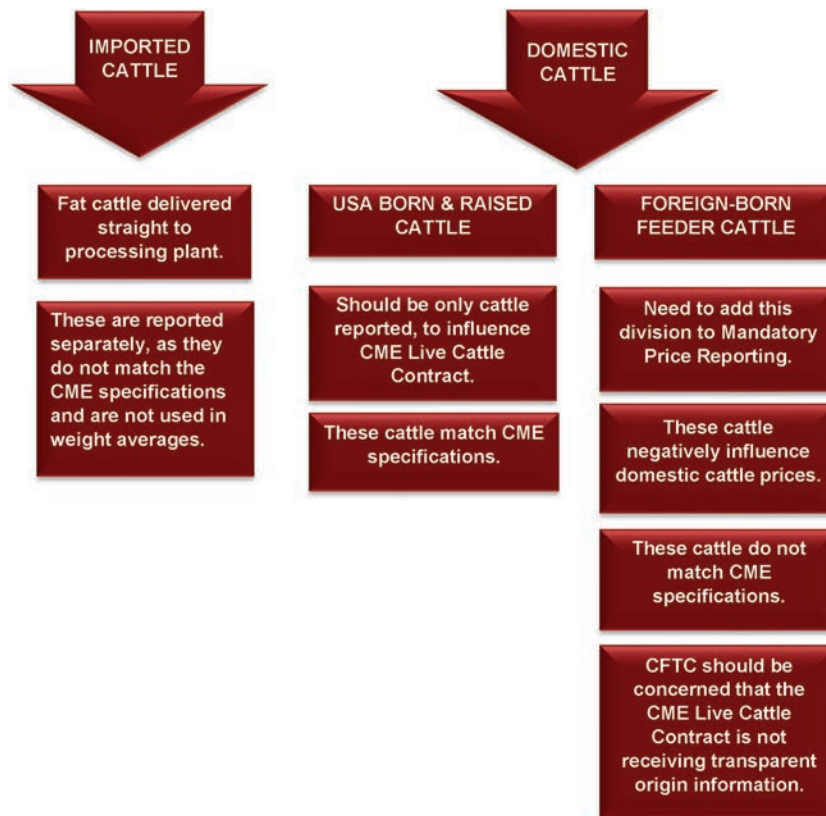 IMPORTED
CATTLE
Fat cattle delivered
straight to
processing plant.
These are reported
separately, as they
do not match the
CME specifications
and are not used in
weight averages.
DOMESTIC
CATTLE
USA BORN & RAISED
CATTLE
Should be only cattle
reported, to influence
CME Live Cattle
Contract.
These cattle match CME
specifications.
FOREIGN-BORN
FEEDER CATTLE
Need to add this
division to Mandatory
Price Reporting.
These cattle
negatively influence
domestic cattle prices.
These cattle do not
match CME
specifications.
CFTC should be
concerned that the
CME Live Cattle
Contract is not
receiving transparent
origin information.